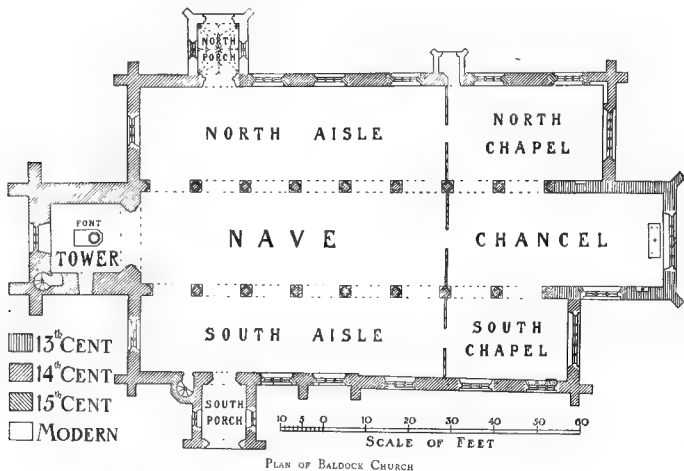 NORTH
PORCH
NORTH AISLE
NORTH
CHAPEL
FONT
TOWER
NAVE
CHANCEL
SOUTH AISLE
SOUTH
CHAPEL
13th CENT
14th CENT
15th CENT
MODERN
SOUTH
PORCH
10 5 0 10 20 30 40 50 60
SCALE OF FEET
PLAN OF BALDOCK CHURCH